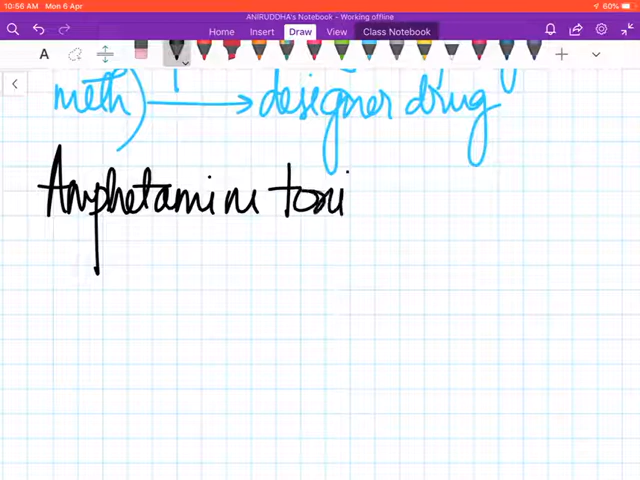 10:56 AM Mon 6 Apr
60%
ANIRUDDHA's Notebook - Working offline
Home Insert Draw View Class Notebook
A
meth) → designer drug
Amphetamine toxi